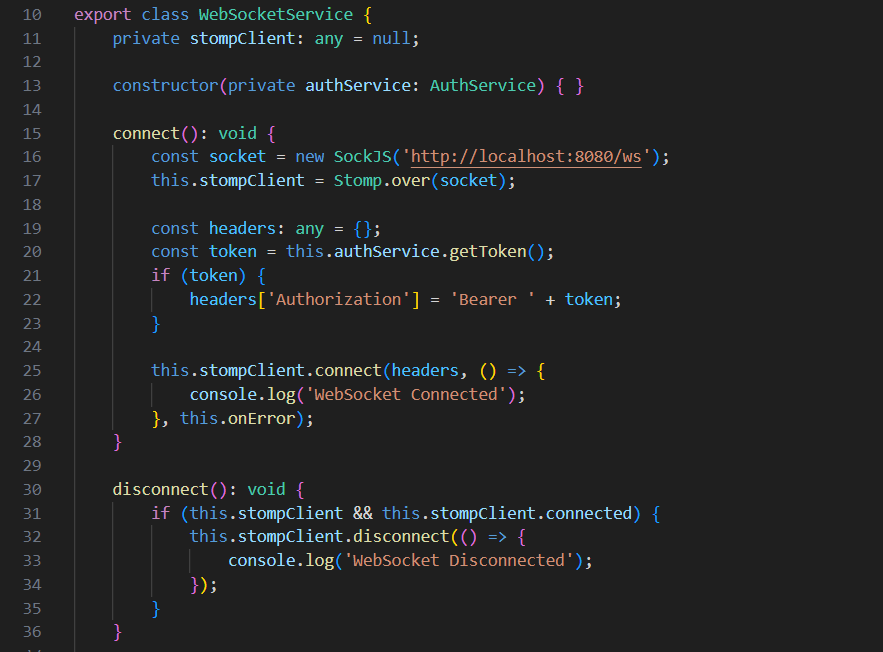 10 export class WebSocketService {
11     private stompClient: any = null;
12
13     constructor(private authService: AuthService) { }
14
15     connect(): void {
16         const socket = new SockJS('http://localhost:8080/ws');
17         this.stompClient = Stomp.over(socket);
18
19         const headers: any = {};
20         const token = this.authService.getToken();
21         if (token) {
22             headers['Authorization'] = 'Bearer ' + token;
23         }
24
25         this.stompClient.connect(headers, () => {
26             console.log('WebSocket Connected');
27         }, this.onError);
28     }
29
30     disconnect(): void {
31         if (this.stompClient && this.stompClient.connected) {
32             this.stompClient.disconnect(() => {
33                 console.log('WebSocket Disconnected');
34             });
35         }
36     }